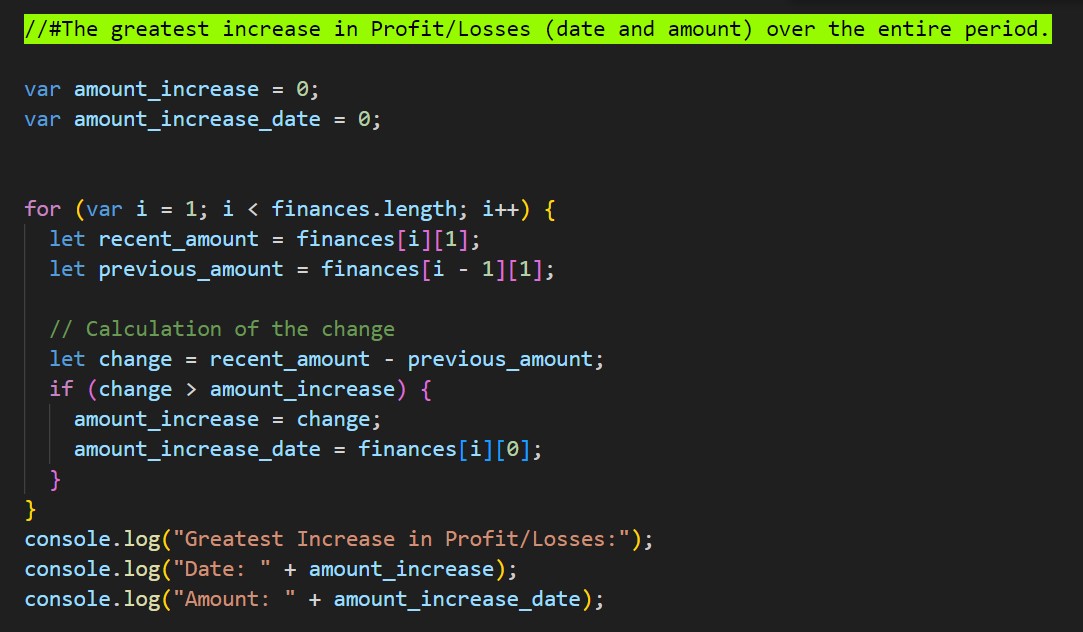 //#The greatest increase in Profit/Losses (date and amount) over the entire period.
var amount_increase = 0;
var amount_increase_date = 0;
for (var i = 1; i < finances.length; i++) {
let recent_amount = finances[i][1];
let previous_amount = finances[i - 1][1];
// Calculation of the change
let change = recent_amount - previous_amount;
if (change > amount_increase) {
amount_increase = change;
amount_increase_date = finances[i][0];
}
}
console.log("Greatest Increase in Profit/Losses:");
console.log("Date: " + amount_increase);
console.log("Amount: " + amount_increase_date);